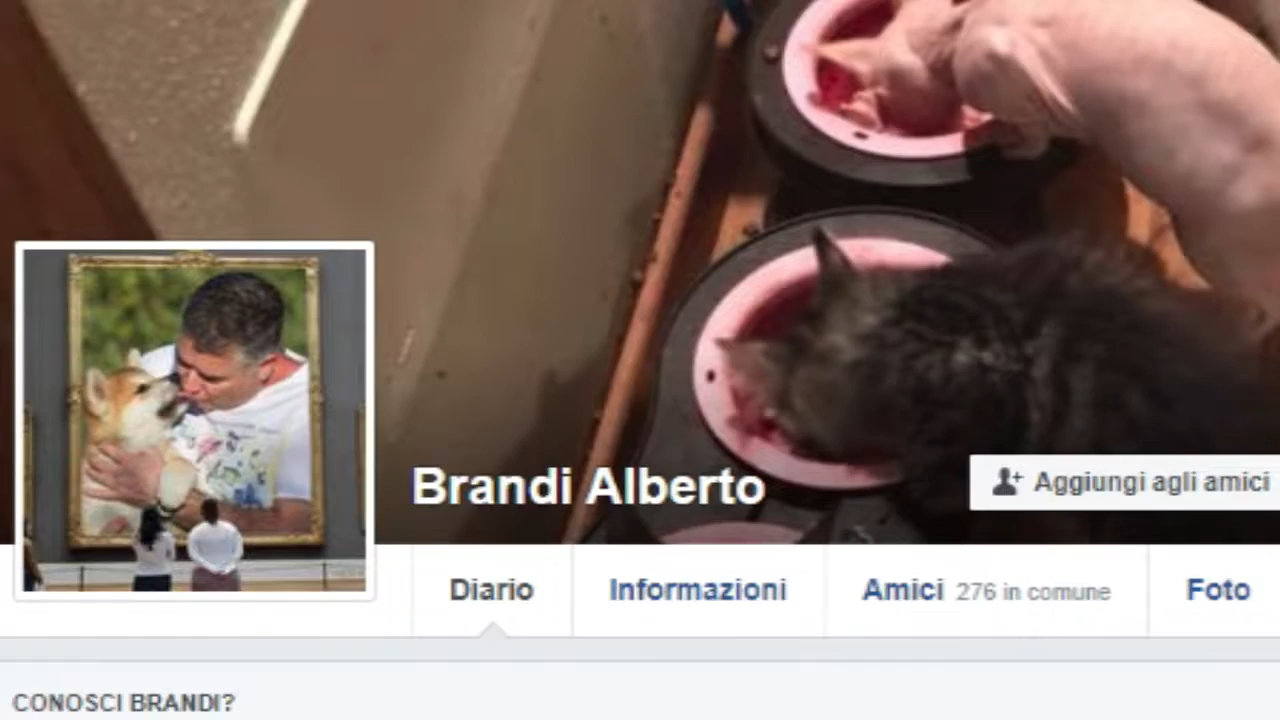 Brandi Alberto
Aggiungi agli amici
Diario Informazioni Amici 276 in comune Foto
CONOSCI BRANDI?